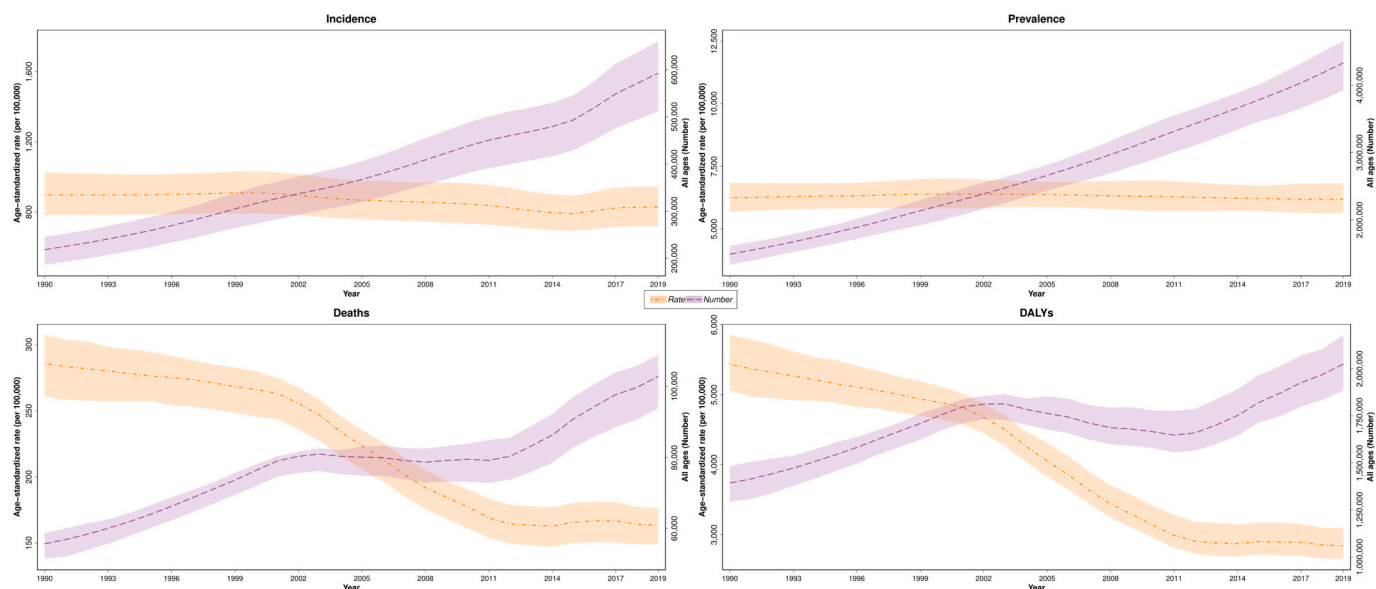 Incidence
Age−standardized rate (per 100,000)
1,600
1,200
800
600,000
500,000
400,000
300,000
200,000
All ages (Number)
1990 1993 1996 1999 2002 2005 2008 2011 2014 2017 2019
Year
Prevalence
Age−standardized rate (per 100,000)
12,500
10,000
7,500
5,000
4,000,000
3,000,000
2,000,000
All ages (Number)
1990 1993 1996 1999 2002 2005 2008 2011 2014 2017 2019
Year
Rate Number
Deaths
Age−standardized rate (per 100,000)
300
250
200
150
100,000
80,000
60,000
All ages (Number)
1990 1993 1996 1999 2002 2005 2008 2011 2014 2017 2019
Year
DALYs
Age−standardized rate (per 100,000)
6,000
5,000
4,000
3,000
2,000,000
1,750,000
1,500,000
1,250,000
1,000,000
All ages (Number)
1990 1993 1996 1999 2002 2005 2008 2011 2014 2017 2019
Year